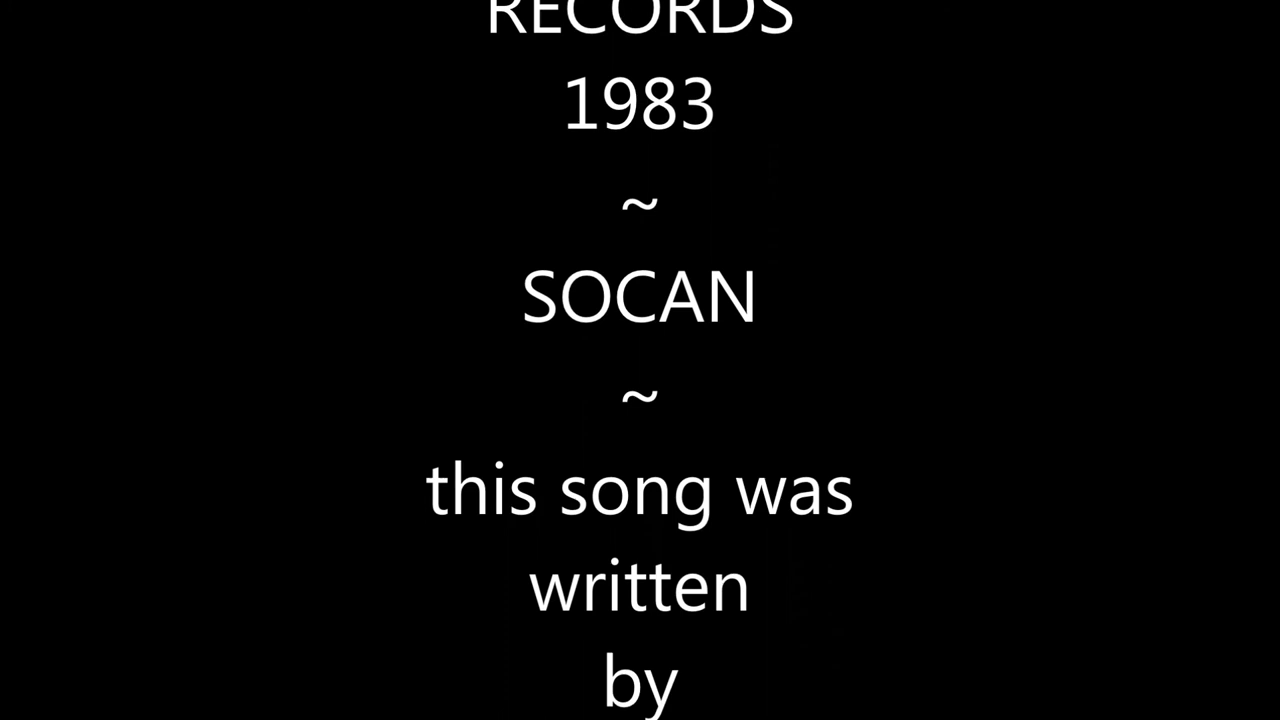 RECORDS
1983
~
SOCAN
~
this song was
written
by